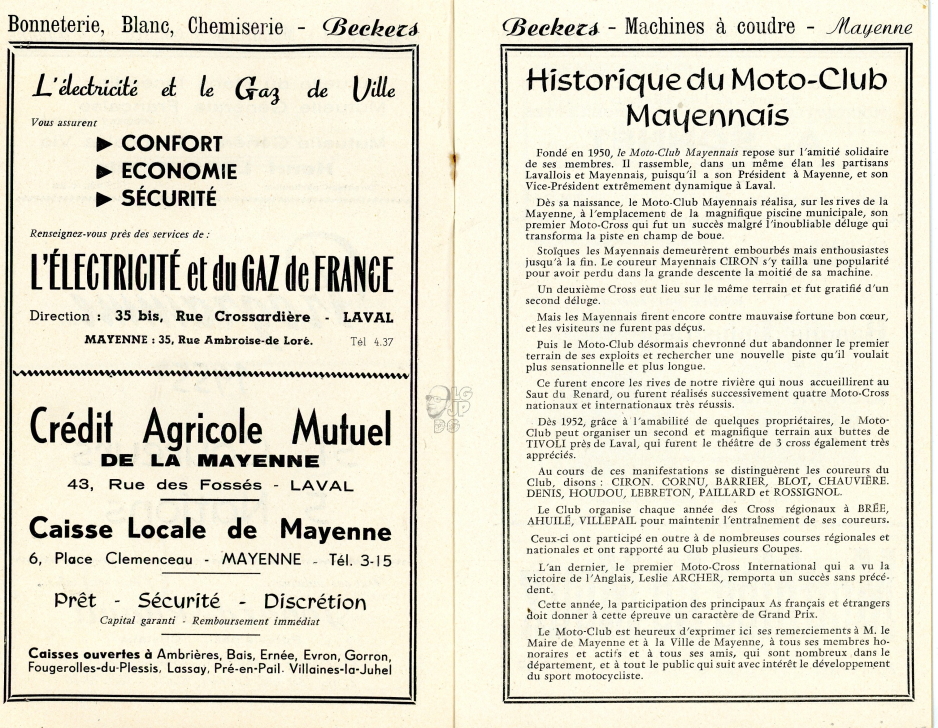 Bonneterie, Blanc, Chemiserie - Beckers
L'électricité et le Gaz de Ville
Vous assurent
► CONFORT
► ECONOMIE
► SÉCURITÉ
Renseignez-vous près des services de :
L'ÉLECTRICITÉ et du GAZ de FRANCE
Direction : 35 bis, Rue Crossardière - LAVAL
MAYENNE : 35, Rue Ambroise-de Loré. Tél 4.37
Crédit Agricole Mutuel
DE LA MAYENNE
43, Rue des Fossés - LAVAL
Caisse Locale de Mayenne
6, Place Clemenceau - MAYENNE - Tél. 3-15
Prêt - Sécurité - Discrétion
Capital garanti - Remboursement immédiat
Caisses ouvertes à Ambrières, Bais, Ernée, Evron, Gorron,
Fougerolles-du-Plessis, Lassay, Pré-en-Pail. Villaines-la-Juhel
LG
JP
DG
Beckers - Machines à coudre - Mayenne
Historique du Moto-Club
Mayennais
Fondé en 1950, le Moto-Club Mayennais repose sur l'amitié solidaire
de ses membres. Il rassemble, dans un même élan les partisans
Lavallois et Mayennais, puisqu'il a son Président à Mayenne, et son
Vice-Président extrêmement dynamique à Laval.
Dès sa naissance, le Moto-Club Mayennais réalisa, sur les rives de la
Mayenne, à l'emplacement de la magnifique piscine municipale, son
premier Moto-Cross qui fut un succès malgré l'inoubliable déluge qui
transforma la piste en champ de boue.
Stoïques les Mayennais demeurèrent embourbés mais enthousiastes
jusqu'à la fin. Le coureur Mayennais CIRON s'y tailla une popularité
pour avoir perdu dans la grande descente la moitié de sa machine.
Un deuxième Cross eut lieu sur le même terrain et fut gratifié d'un
second déluge.
Mais les Mayennais firent encore contre mauvaise fortune bon cœur,
et les visiteurs ne furent pas déçus.
Puis le Moto-Club désormais chevronné dut abandonner le premier
terrain de ses exploits et rechercher une nouvelle piste qu'il voulait
plus sensationnelle et plus longue.
Ce furent encore les rives de notre rivière qui nous accueillirent au
Saut du Renard, ou furent réalisés successivement quatre Moto-Cross
nationaux et internationaux très réussis.
Dès 1952, grâce à l'amabilité de quelques propriétaires, le Moto-
Club peut organiser un second et magnifique terrain aux buttes de
TIVOLI près de Laval, qui furent le théâtre de 3 cross également très
appréciés.
Au cours de ces manifestations se distinguèrent les coureurs du
Club, disons : CIRON. CORNU, BARRIER, BLOT, CHAUVIÈRE.
DENIS, HOUDOU, LEBRETON, PAILLARD et ROSSIGNOL.
Le Club organise chaque année des Cross régionaux à BRÉE,
AHUILÉ, VILLEPAIL pour maintenir l'entraînement de ses coureurs.
Ceux-ci ont participé en outre à de nombreuses courses régionales et
nationales et ont rapporté au Club plusieurs Coupes.
L'an dernier, le premier Moto-Cross International qui a vu la
victoire de l'Anglais, Leslie ARCHER, remporta un succès sans précé-
dent.
Cette année, la participation des principaux As français et étrangers
doit donner à cette épreuve un caractère de Grand Prix.
Le Moto-Club est heureux d'exprimer ici ses remerciements à M. le
Maire de Mayenne et à la Ville de Mayenne, à tous ses membres ho-
noraires et actifs et à tous ses amis, qui sont nombreux dans le
département, et à tout le public qui suit avec intérêt le développement
du sport motocycliste.